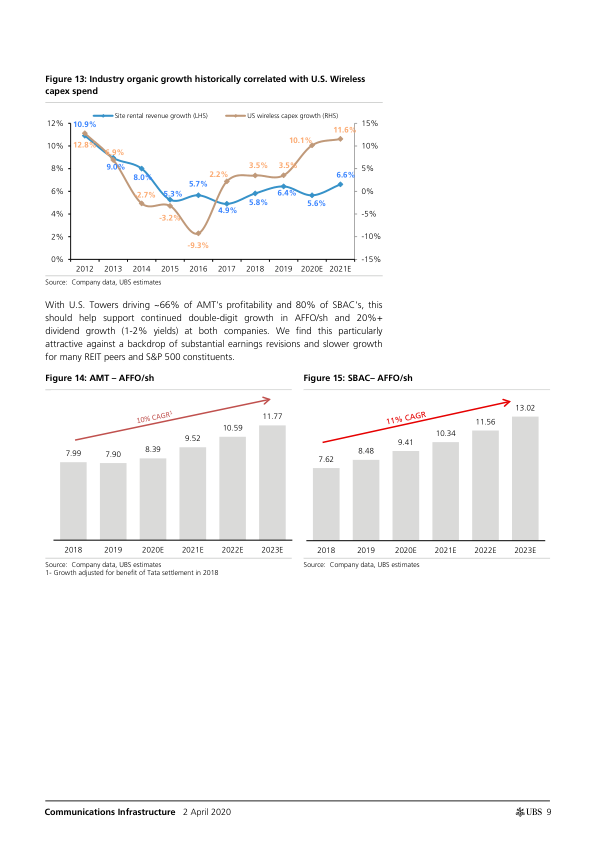 Figure 13: Industry organic growth historically correlated with U.S. Wireless
capex spend
Site rental revenue growth (LHS)
US wireless capex growth (RHS)
12%
10%
8%
6%
4%
2%
0%
15%
10%
5%
0%
-5%
-10%
-15%
10.9%
9.0%
8.0%
5.3%
5.7%
4.9%
5.8%
6.4%
5.6%
6.6%
12.8%
-2.7%
-3.2%
-9.3%
2.2%
3.5%
3.5%
10.1%
11.6%
2012 2013 2014 2015 2016 2017 2018 2019 2020E 2021E
Source: Company data, UBS estimates
With U.S. Towers driving ~66% of AMT's profitability and 80% of SBAC's, this
should help support continued double-digit growth in AFFO/sh and 20%+
dividend growth (1-2% yields) at both companies. We find this particularly
attractive against a backdrop of substantial earnings revisions and slower growth
for many REIT peers and S&P 500 constituents.
Figure 14: AMT – AFFO/sh
10% CAGR¹
7.99 7.90 8.39 9.52 10.59 11.77
2018 2019 2020E 2021E 2022E 2023E
Source: Company data, UBS estimates
1- Growth adjusted for benefit of Tata settlement in 2018
Figure 15: SBAC– AFFO/sh
11% CAGR
7.62 8.48 9.41 10.34 11.56 13.02
2018 2019 2020E 2021E 2022E 2023E
Source: Company data, UBS estimates
Communications Infrastructure 2 April 2020
UBS 9